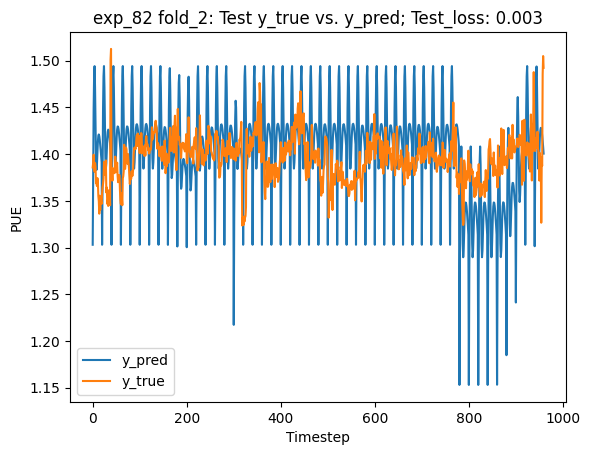 exp_82 fold_2: Test y_true vs. y_pred; Test_loss: 0.003
1.50
1.45
1.40
1.35
1.30
1.25
1.20
1.15
PUE
y_pred
y_true
0
200
400
600
800
1000
Timestep